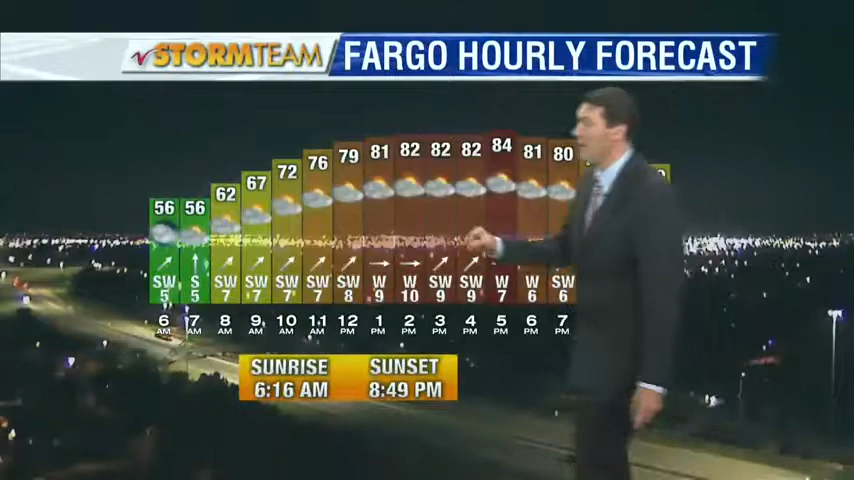 STORMTEAM
FARGO HOURLY FORECAST
56 56 62 67 72 76 79 81 82 82 82 84 81 80
SW S SW SW SW SW SW W W SW SW W W SW
5 5 7 7 7 7 8 9 10 9 9 7 6 6
6 7 8 9 10 11 12 1 2 3 4 5 6 7
AM AM AM AM AM AM PM PM PM PM PM PM PM PM
SUNRISE SUNSET
6:16 AM 8:49 PM